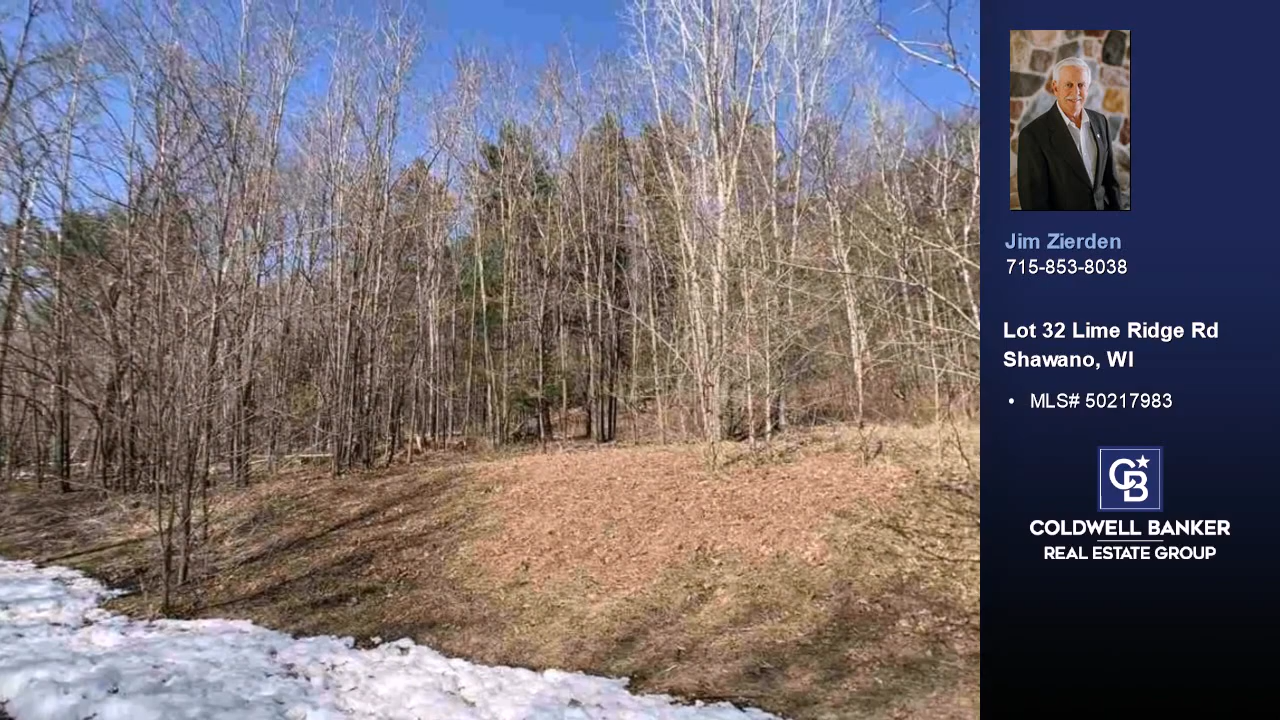 Jim Zierden
715-853-8038
Lot 32 Lime Ridge Rd
Shawano, WI
• MLS# 50217983
CB
COLDWELL BANKER
REAL ESTATE GROUP